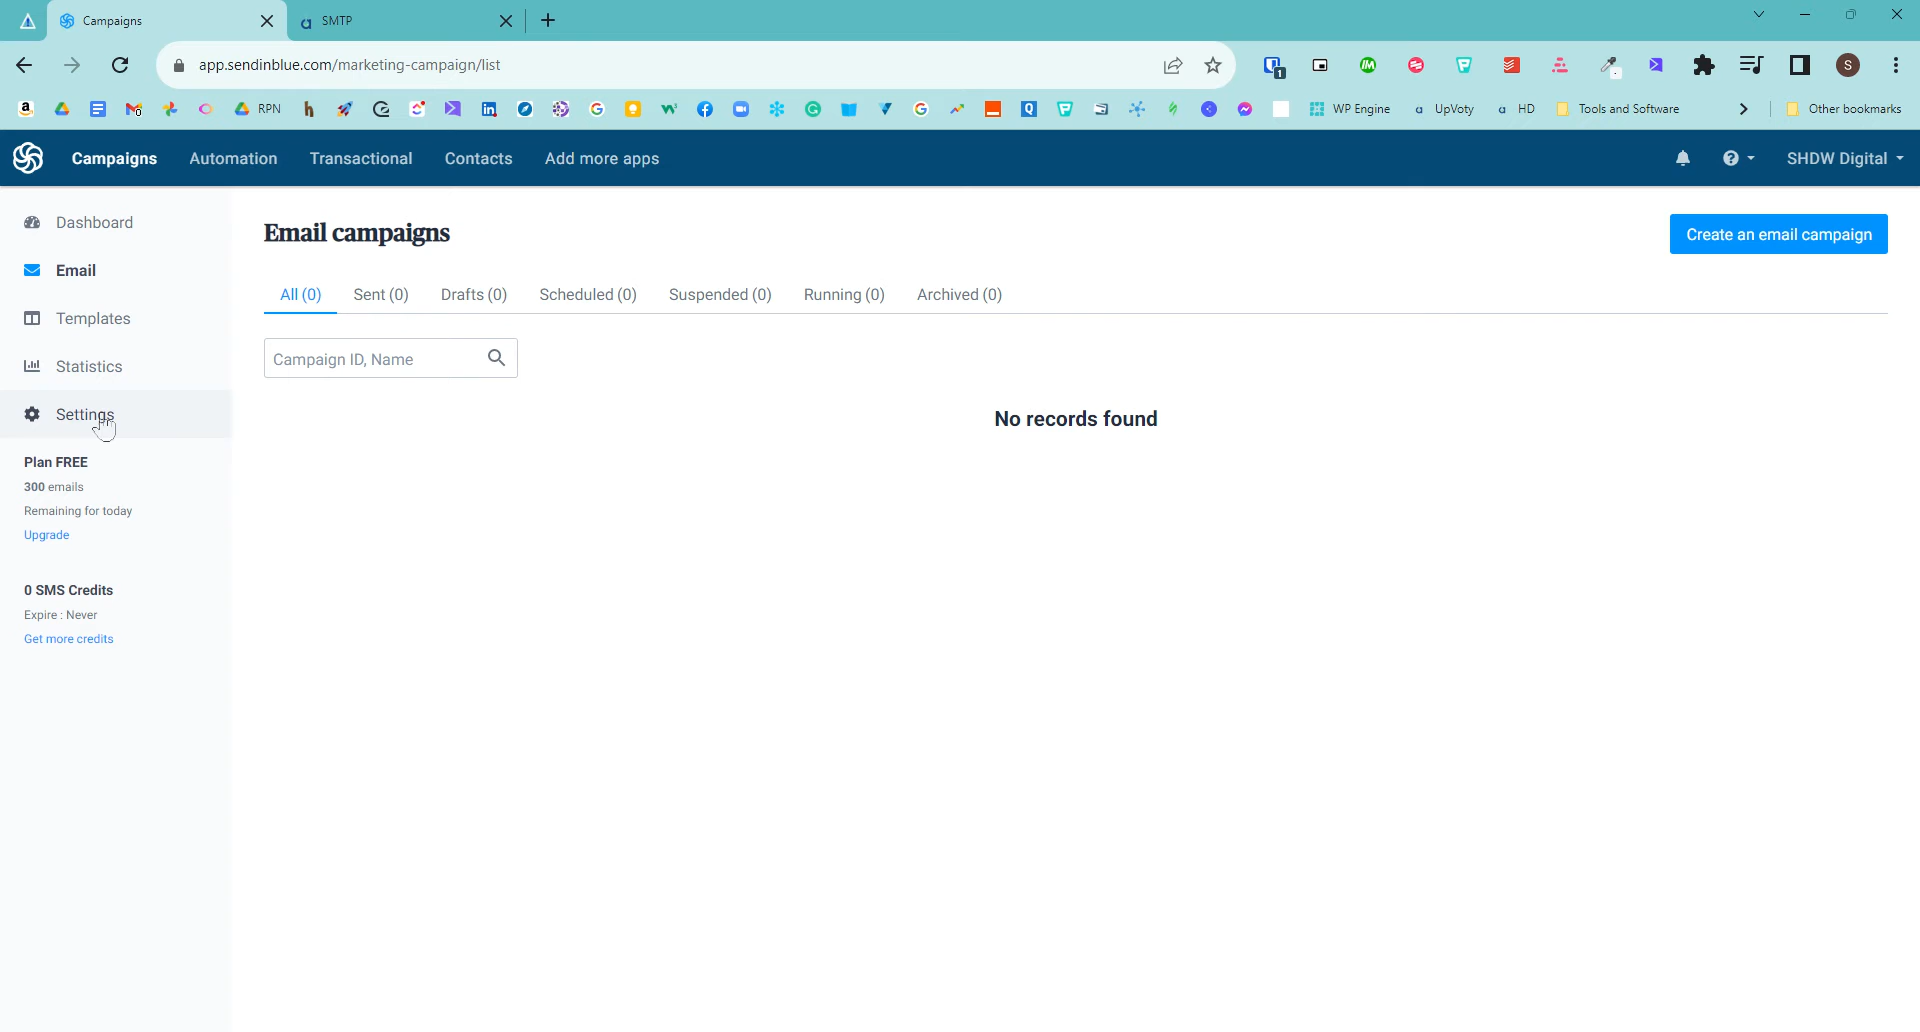 Campaigns
SMTP
app.sendinblue.com/marketing-campaign/list
1
S
RPN
WP Engine
UpVoty
HD
Tools and Software
Other bookmarks
Campaigns
Automation
Transactional
Contacts
Add more apps
SHDW Digital
Dashboard
Email
Templates
Statistics
Settings
Plan FREE
300 emails
Remaining for today
Upgrade
0 SMS Credits
Expire : Never
Get more credits
Email campaigns
Create an email campaign
All (0)
Sent (0)
Drafts (0)
Scheduled (0)
Suspended (0)
Running (0)
Archived (0)
Campaign ID, Name
No records found